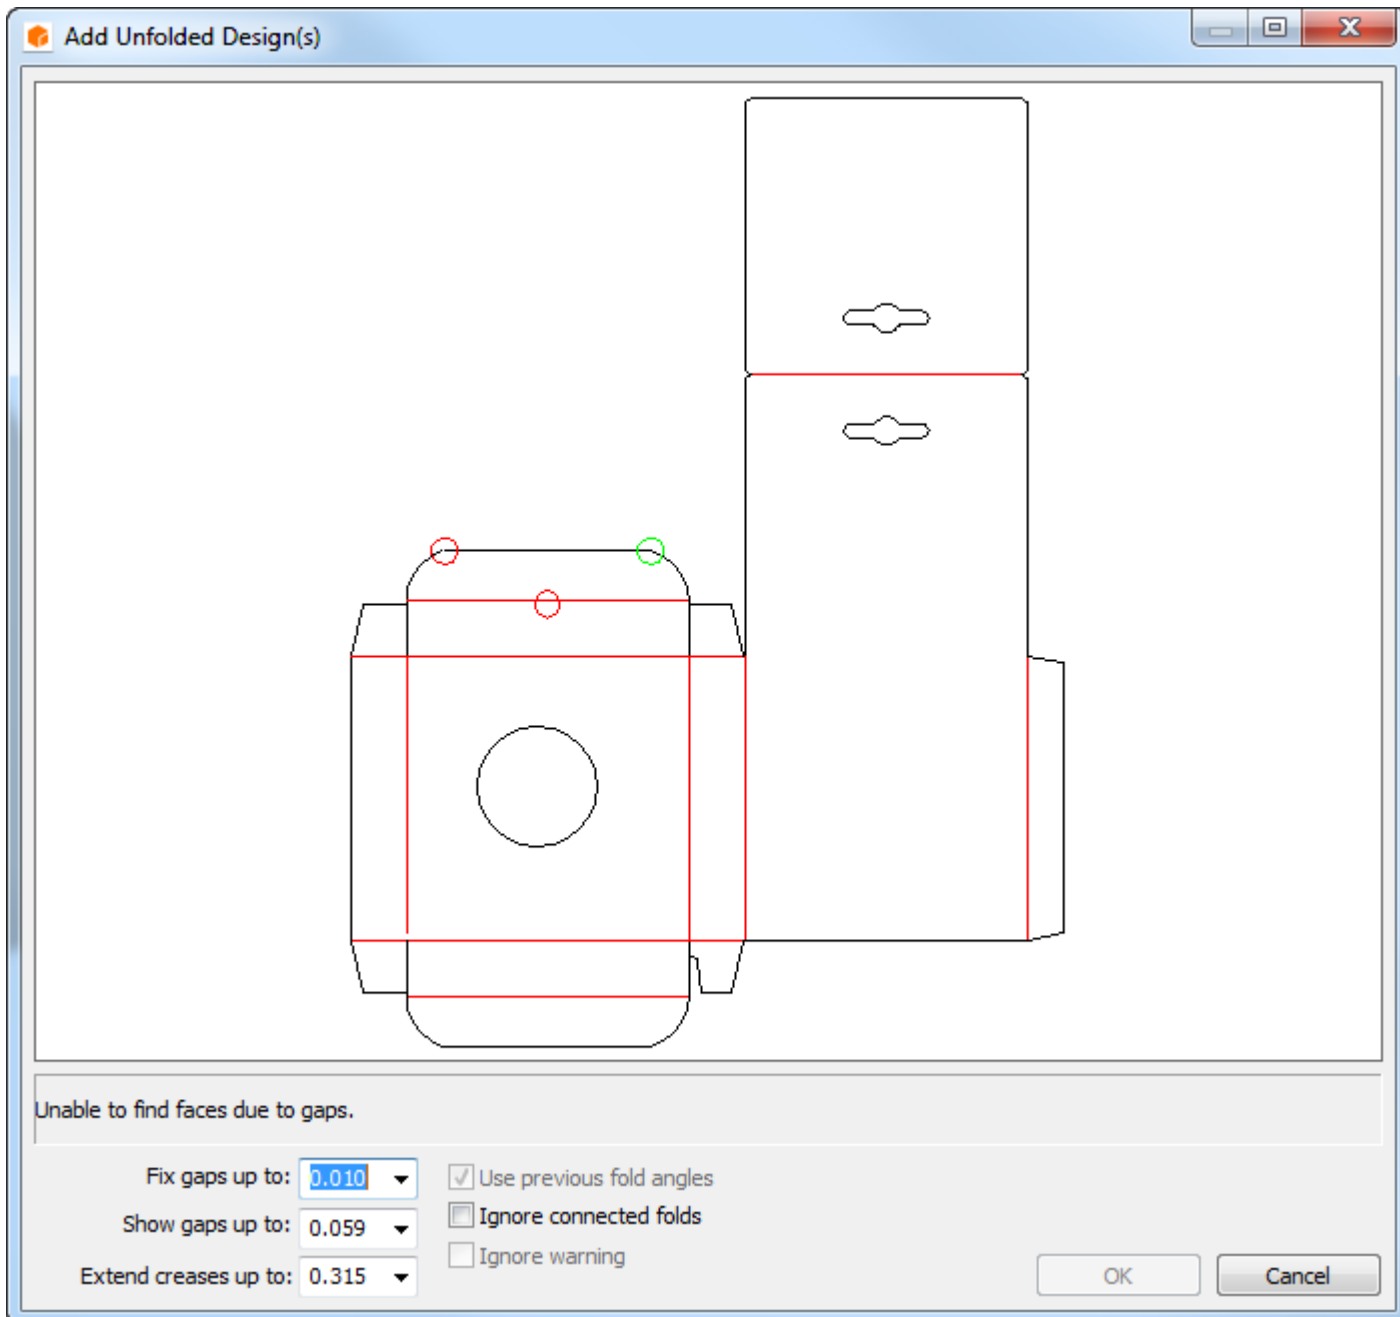 Add Unfolded Design(s)
Unable to find faces due to gaps.
Fix gaps up to: 0.010
Use previous fold angles
Show gaps up to: 0.059
Ignore connected folds
Extend creases up to: 0.315
Ignore warning
OK
Cancel